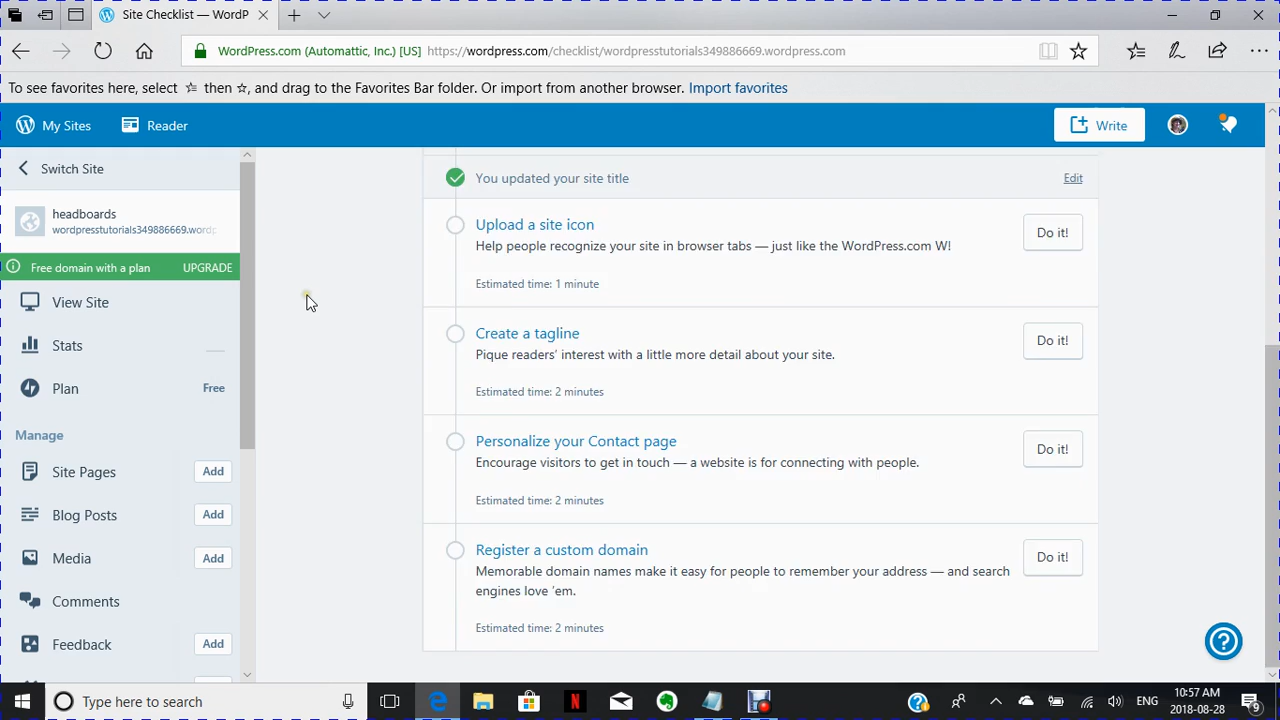 Site Checklist — WordP
WordPress.com (Automattic, Inc.) [US] https://wordpress.com/checklist/wordpresstutorials349886669.wordpress.com
To see favorites here, select ☆ then ☆, and drag to the Favorites Bar folder. Or import from another browser. Import favorites
My Sites Reader Write
Switch Site
headboards
wordpresstutorials349886669.wordp
Free domain with a plan UPGRADE
View Site
Stats
Plan Free
Manage
Site Pages Add
Blog Posts Add
Media Add
Comments
Feedback Add
You updated your site title Edit
Upload a site icon Do it!
Help people recognize your site in browser tabs — just like the WordPress.com W!
Estimated time: 1 minute
Create a tagline Do it!
Pique readers' interest with a little more detail about your site.
Estimated time: 2 minutes
Personalize your Contact page Do it!
Encourage visitors to get in touch — a website is for connecting with people.
Estimated time: 2 minutes
Register a custom domain Do it!
Memorable domain names make it easy for people to remember your address — and search
engines love 'em.
Estimated time: 2 minutes
Type here to search
ENG
10:57 AM
2018-08-28
9